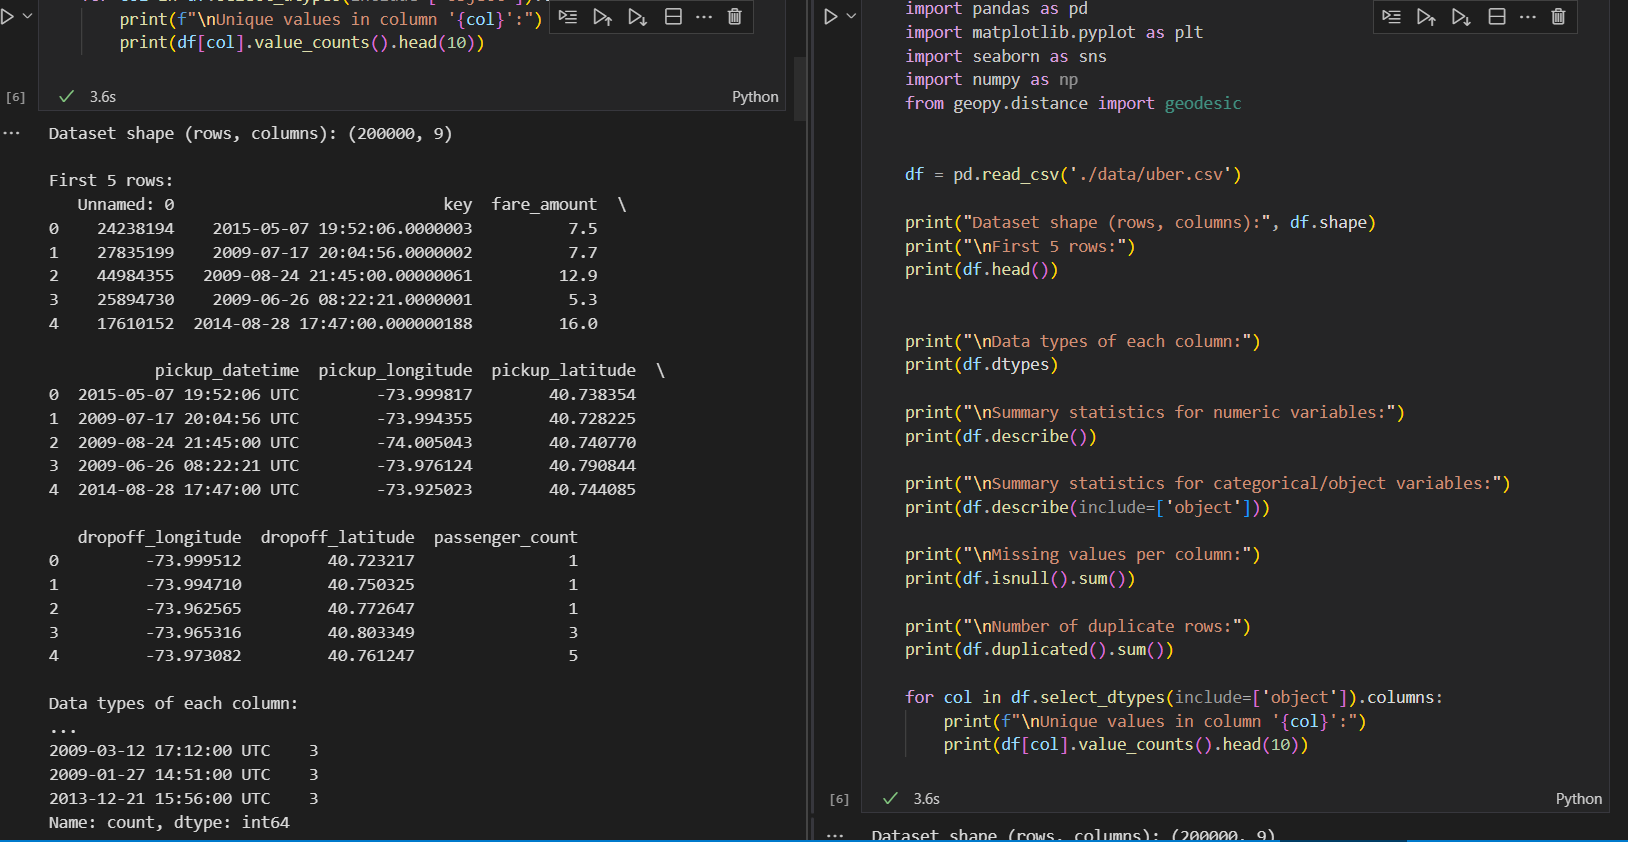 print(f"\nUnique values in column '{col}':")
print(df[col].value_counts().head(10))
[6]
3.6s
Python
Dataset shape (rows, columns): (200000, 9)
First 5 rows:
Unnamed: 0 key fare_amount \
0 24238194 2015-05-07 19:52:06.0000003 7.5
1 27835199 2009-07-17 20:04:56.0000002 7.7
2 44984355 2009-08-24 21:45:00.00000061 12.9
3 25894730 2009-06-26 08:22:21.0000001 5.3
4 17610152 2014-08-28 17:47:00.000000188 16.0
pickup_datetime pickup_longitude pickup_latitude \
0 2015-05-07 19:52:06 UTC -73.999817 40.738354
1 2009-07-17 20:04:56 UTC -73.994355 40.728225
2 2009-08-24 21:45:00 UTC -74.005043 40.740770
3 2009-06-26 08:22:21 UTC -73.976124 40.790844
4 2014-08-28 17:47:00 UTC -73.925023 40.744085
dropoff_longitude dropoff_latitude passenger_count
0 -73.999512 40.723217 1
1 -73.994710 40.750325 1
2 -73.962565 40.772647 1
3 -73.965316 40.803349 3
4 -73.973082 40.761247 5
Data types of each column:
...
2009-03-12 17:12:00 UTC 3
2009-01-27 14:51:00 UTC 3
2013-12-21 15:56:00 UTC 3
Name: count, dtype: int64
import pandas as pd
import matplotlib.pyplot as plt
import seaborn as sns
import numpy as np
from geopy.distance import geodesic
df = pd.read_csv('./data/uber.csv')
print("Dataset shape (rows, columns):", df.shape)
print("\nFirst 5 rows:")
print(df.head())
print("\nData types of each column:")
print(df.dtypes)
print("\nSummary statistics for numeric variables:")
print(df.describe())
print("\nSummary statistics for categorical/object variables:")
print(df.describe(include=['object']))
print("\nMissing values per column:")
print(df.isnull().sum())
print("\nNumber of duplicate rows:")
print(df.duplicated().sum())
for col in df.select_dtypes(include=['object']).columns:
print(f"\nUnique values in column '{col}':")
print(df[col].value_counts().head(10))
[6]
3.6s
Python
Dataset shape (rows, columns): (200000, 9)